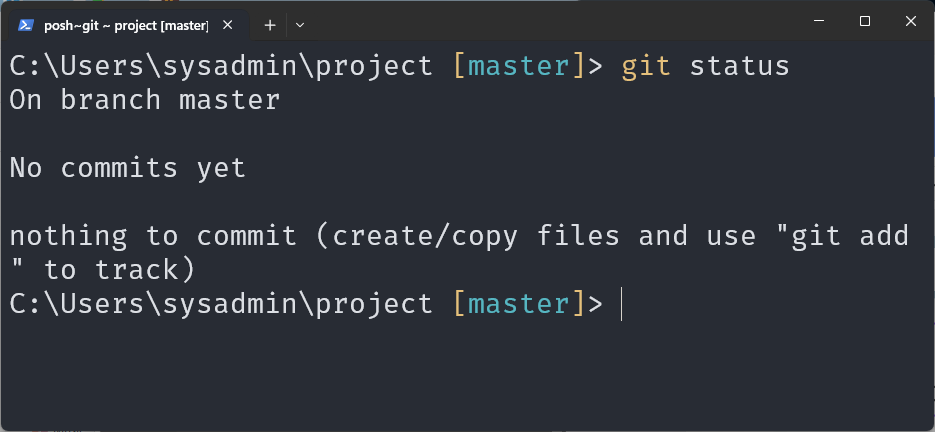 posh~git ~ project [master]
C:\Users\sysadmin\project [master]> git status
On branch master
No commits yet
nothing to commit (create/copy files and use "git add
" to track)
C:\Users\sysadmin\project [master]>